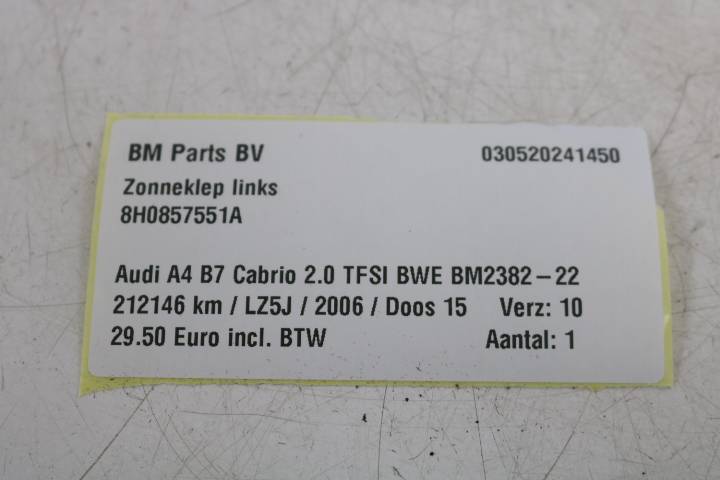 BM Parts BV 030520241450
Zonneklep links
8H0857551A
Audi A4 B7 Cabrio 2.0 TFSI BWE BM2382-22
212146 km / LZ5J / 2006 / Doos 15 Verz: 10
29.50 Euro incl. BTW Aantal: 1